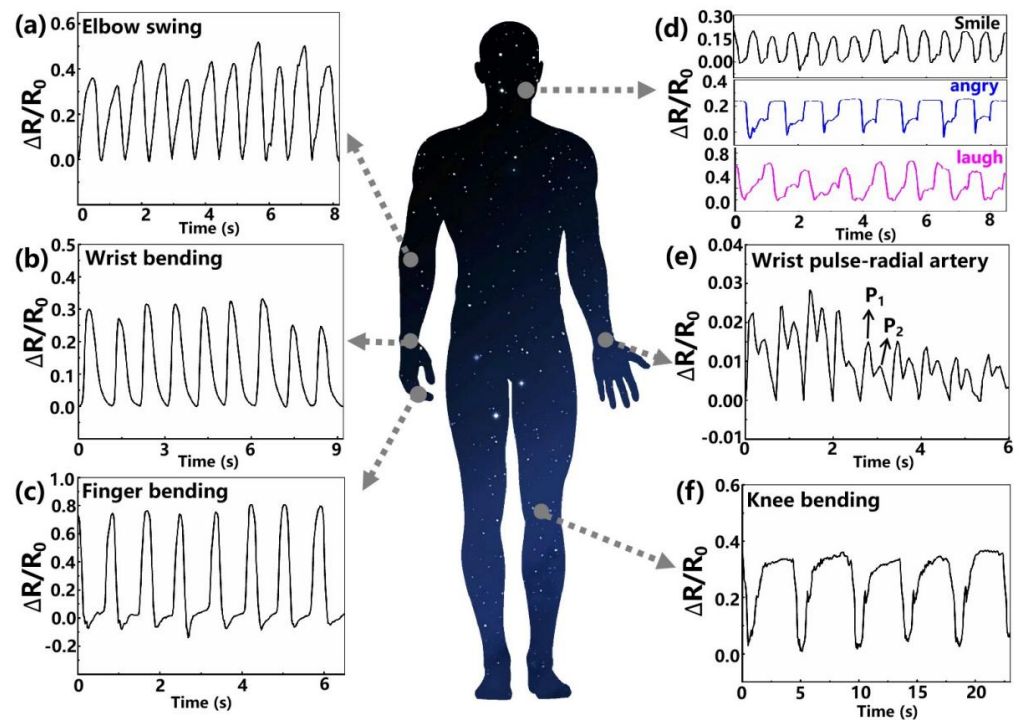 (a)
Elbow swing
ΔR/R0
0.6
0.4
0.2
0.0
0 2 4 6 8
Time (s)
(b)
Wrist bending
ΔR/R0
0.5
0.4
0.3
0.2
0.1
0.0
0 3 6 9
Time (s)
(c)
Finger bending
ΔR/R0
1.0
0.8
0.6
0.4
0.2
0.0
-0.2
0 2 4 6
Time (s)
(d)
Smile
0.30
0.15
0.00
angry
ΔR/R0
0.4
0.2
0.0
laugh
0.8
0.4
0.0
0 2 4 6 8
Time (s)
(e)
Wrist pulse-radial artery
P1
P2
ΔR/R0
0.04
0.03
0.02
0.01
0.00
-0.01
0 1 2 3 4 5 6
Time (s)
(f)
Knee bending
ΔR/R0
0.6
0.4
0.2
0.0
0 5 10 15 20
Time (s)